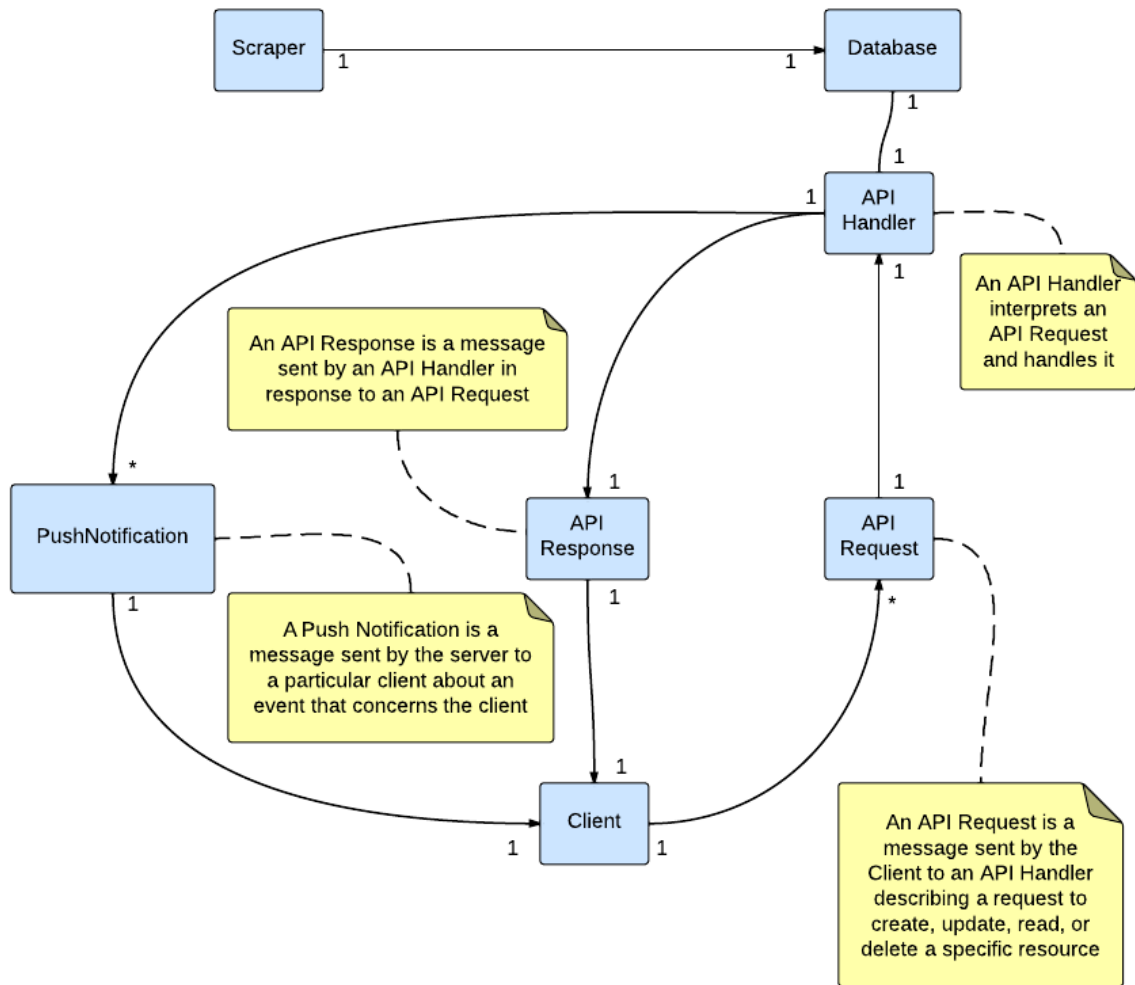 Scraper
1
1
Database
1
1
API
Handler
1
1
An API Handler
interprets an
API Request
and handles it
An API Response is a message
sent by an API Handler in
response to an API Request
*
1
1
PushNotification
API
Response
API
Request
1
1
*
A Push Notification is a
message sent by the server to
a particular client about an
event that concerns the client
1
Client
1
1
An API Request is a
message sent by the
Client to an API Handler
describing a request to
create, update, read, or
delete a specific resource